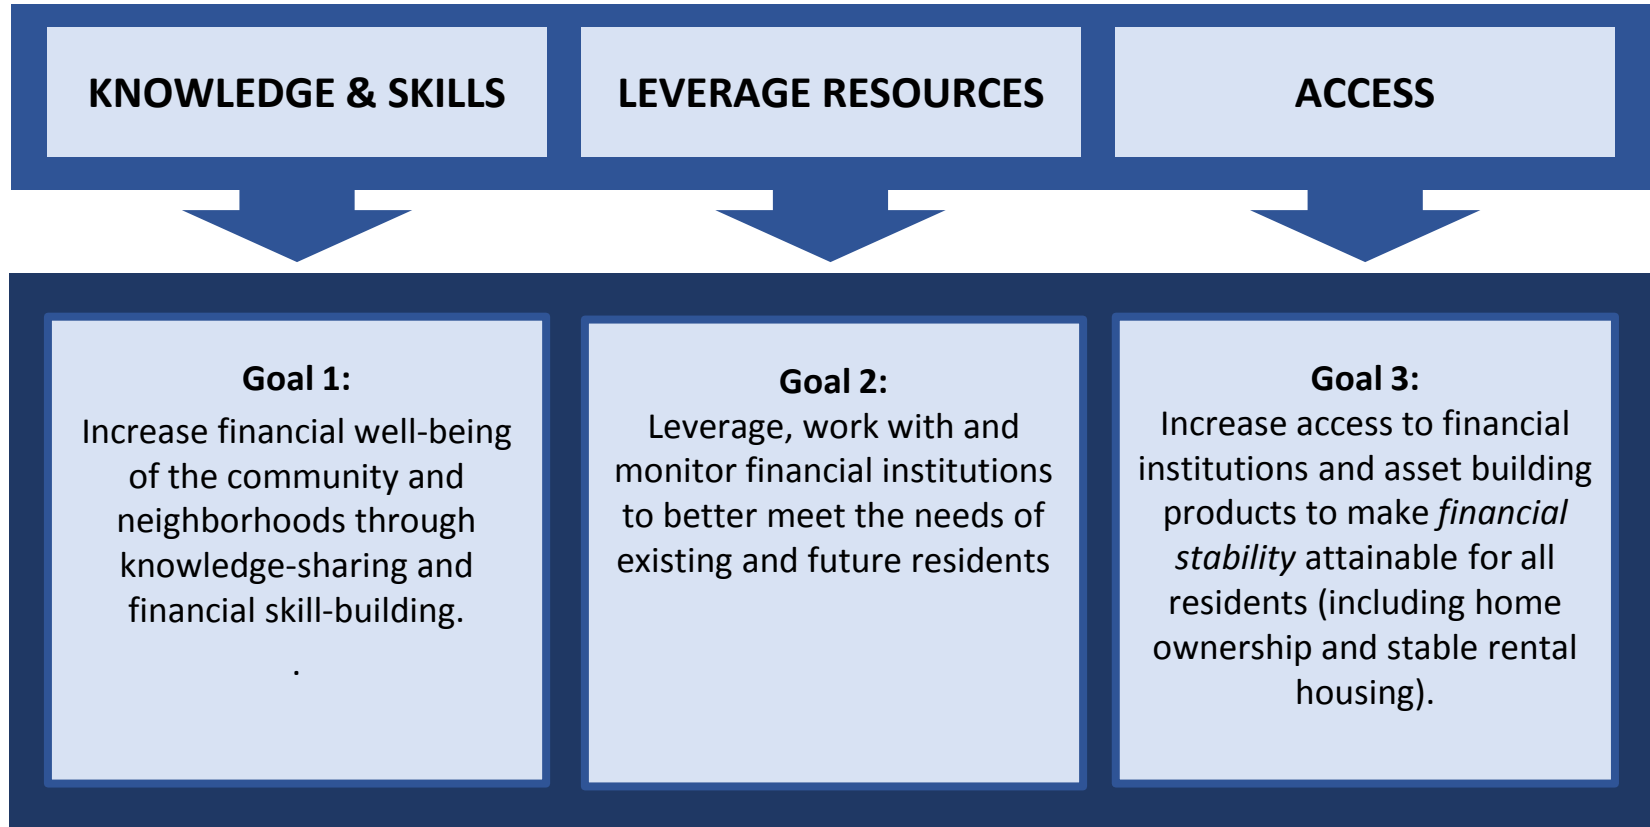 KNOWLEDGE & SKILLS
LEVERAGE RESOURCES
ACCESS
Goal 1:
Increase financial well-being
of the community and
neighborhoods through
knowledge-sharing and
financial skill-building.
.
Goal 2:
Leverage, work with and
monitor financial institutions
to better meet the needs of
existing and future residents
Goal 3:
Increase access to financial
institutions and asset building
products to make financial
stability attainable for all
residents (including home
ownership and stable rental
housing).